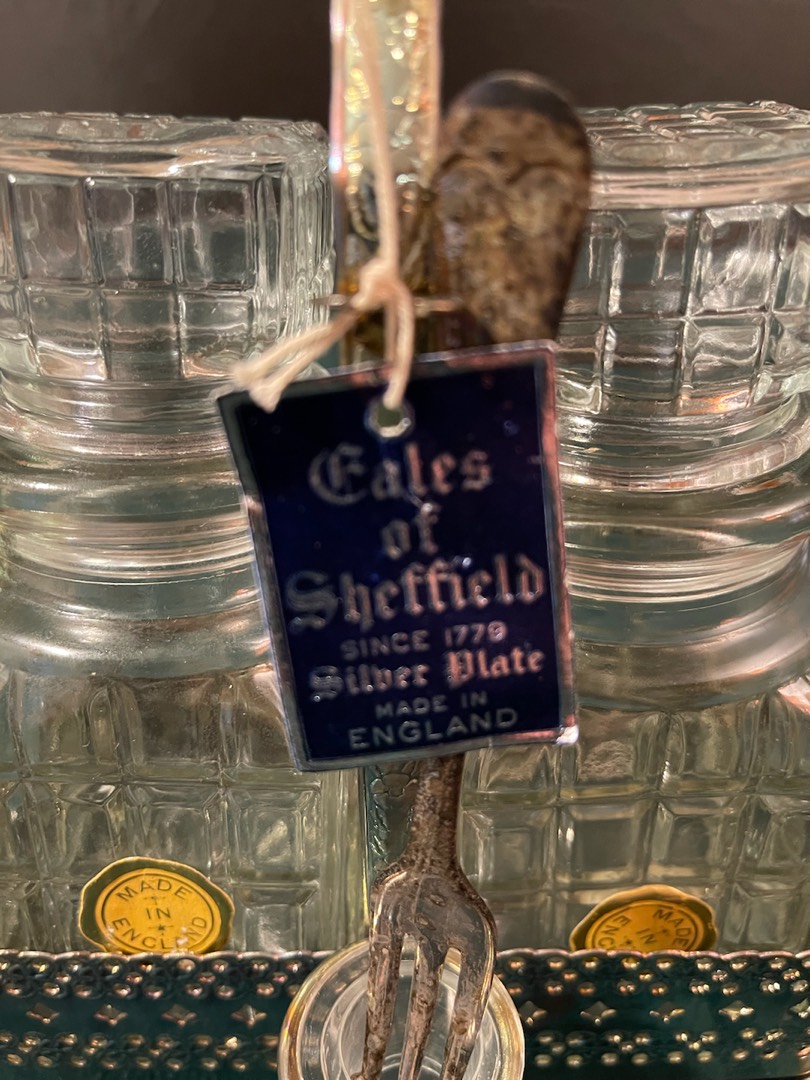 Eales
of
Sheffield
SINCE 1779
Silver Plate
MADE IN
ENGLAND
MADE
IN
ENGLAND
MADE
IN
ENGLAND